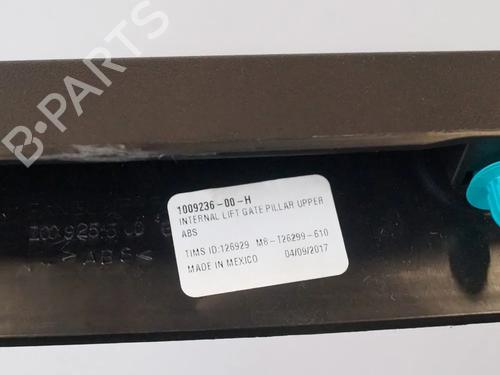 B-PARTS
1009236-00-H
INTERNAL LIFT GATE PILLAR UPPER
ABS
TIMS ID:126929 M8-126299-610
MADE IN MEXICO 04/09/2017
>ABS<